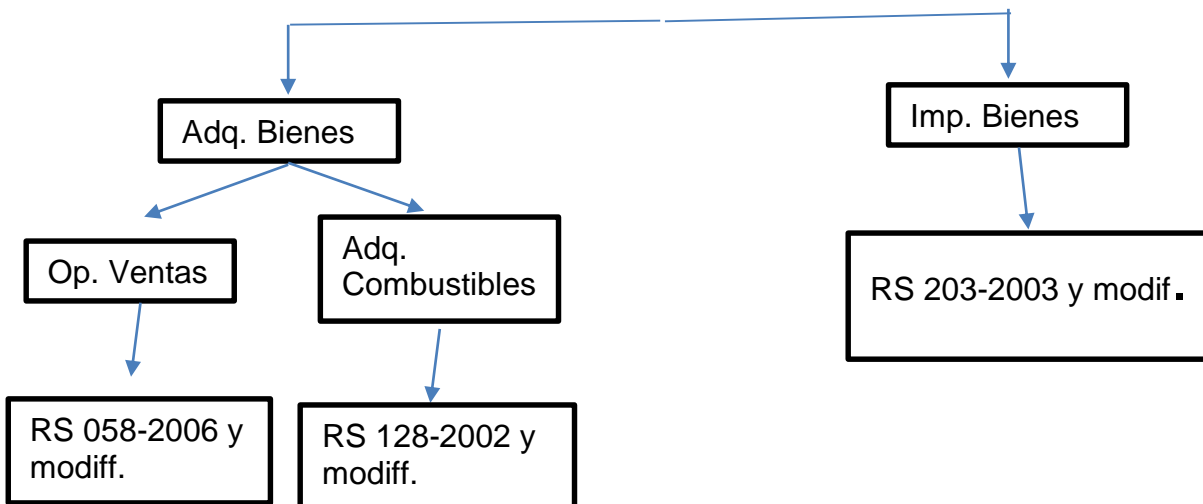 Adq. Bienes
Imp. Bienes
Op. Ventas
Adq.
Combustibles
RS 203-2003 y modif.
RS 058-2006 y
modiff.
RS 128-2002 y
modiff.